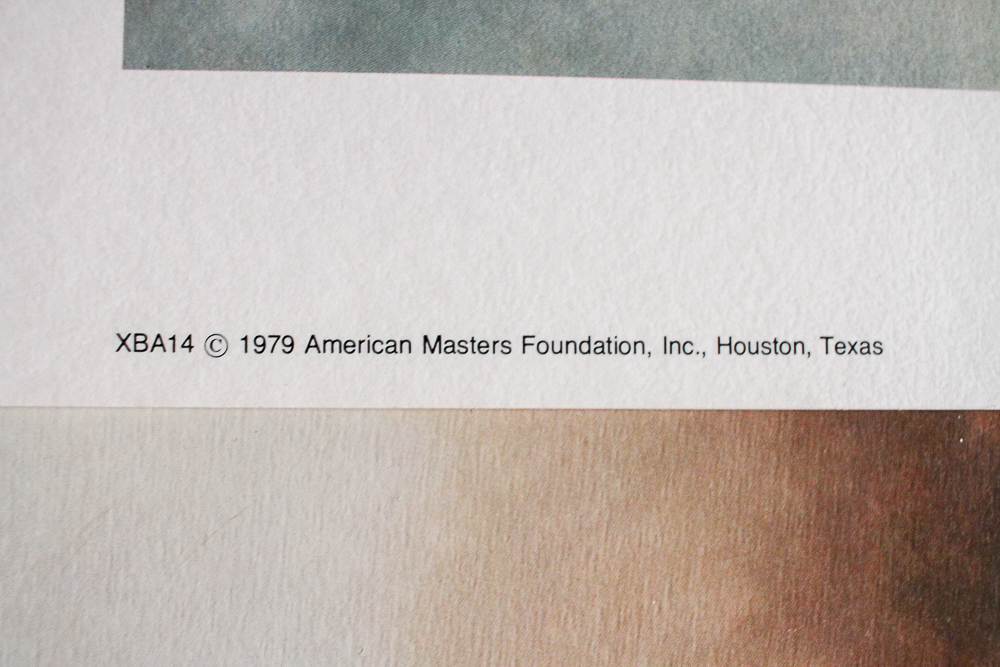 XBA14 © 1979 American Masters Foundation, Inc., Houston, Texas